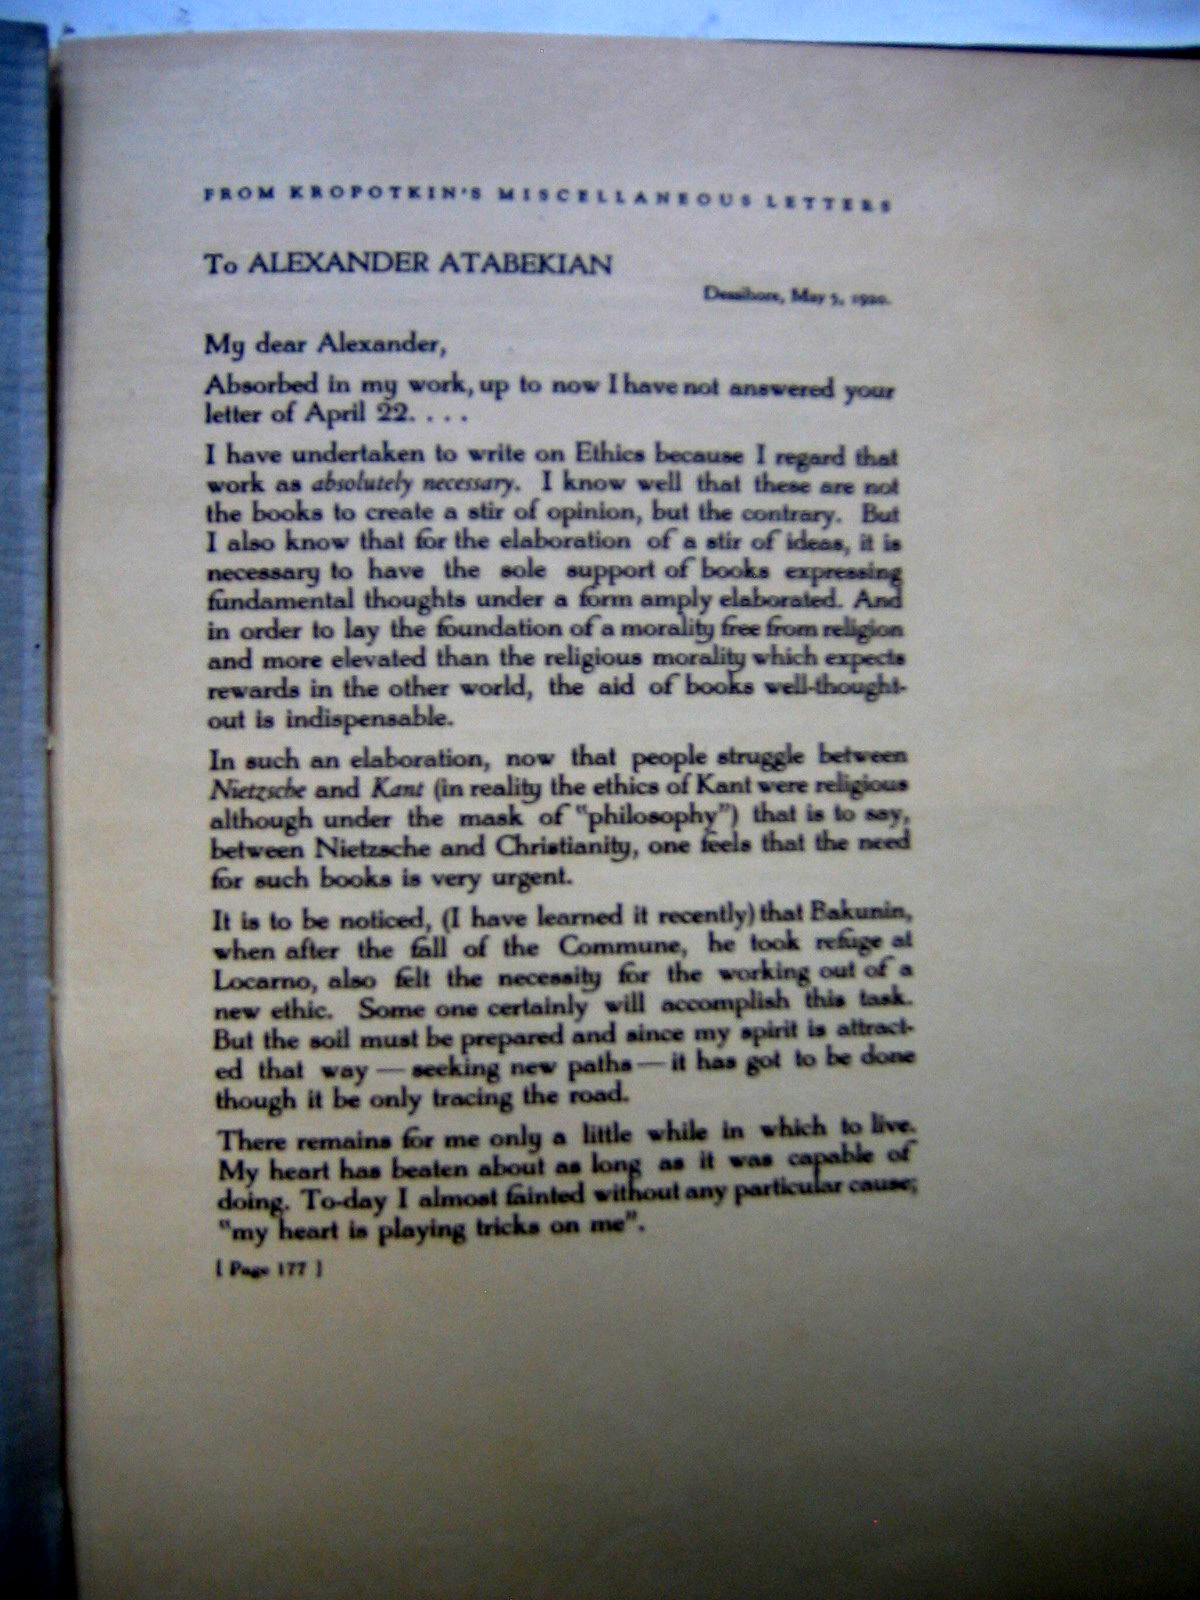 FROM KROPOTKIN'S MISCELLANEOUS LETTERS
To ALEXANDER ATABEKIAN
May 5, 1920.
My dear Alexander,
Absorbed in my work, up to now I have not answered your
letter of April 22. . . .
I have undertaken to write on Ethics because I regard that
work as absolutely necessary. I know well that these are not
the books to create a stir of opinion, but the contrary. But
I also know that for the elaboration of a stir of ideas, it is
necessary to have the sole support of books expressing
fundamental thoughts under a form amply elaborated. And
in order to lay the foundation of a morality free from religion
and more elevated than the religious morality which expects
rewards in the other world, the aid of books well-thought-
out is indispensable.
In such an elaboration, now that people struggle between
Nietzsche and Kant (in reality the ethics of Kant were religious
although under the mask of "philosophy") that is to say,
between Nietzsche and Christianity, one feels that the need
for such books is very urgent.
It is to be noticed, (I have learned it recently) that Bakunin,
when after the fall of the Commune, he took refuge at
Locarno, also felt the necessity for the working out of a
new ethic. Some one certainly will accomplish this task.
But the soil must be prepared and since my spirit is attract-
ed that way — seeking new paths — it has got to be done
though it be only tracing the road.
There remains for me only a little while in which to live.
My heart has beaten about as long as it was capable of
doing. To-day I almost fainted without any particular cause;
"my heart is playing tricks on me".
[ Page 177 ]